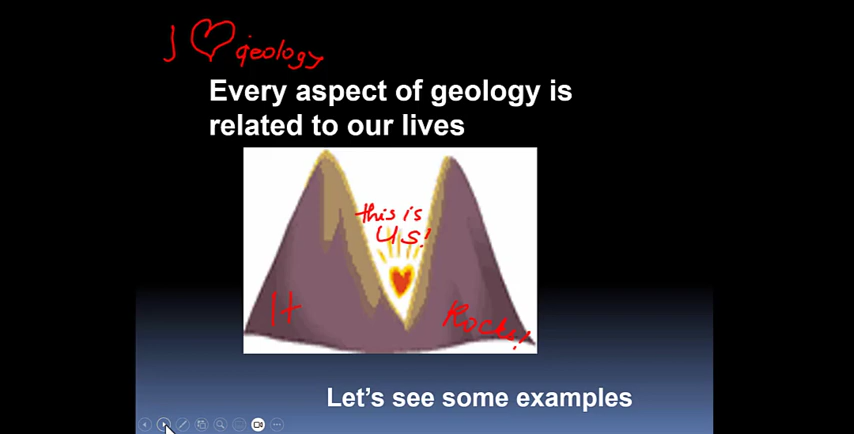 I ♡ geology
Every aspect of geology is
related to our lives
this is
US!
It
Rocks!
Let's see some examples